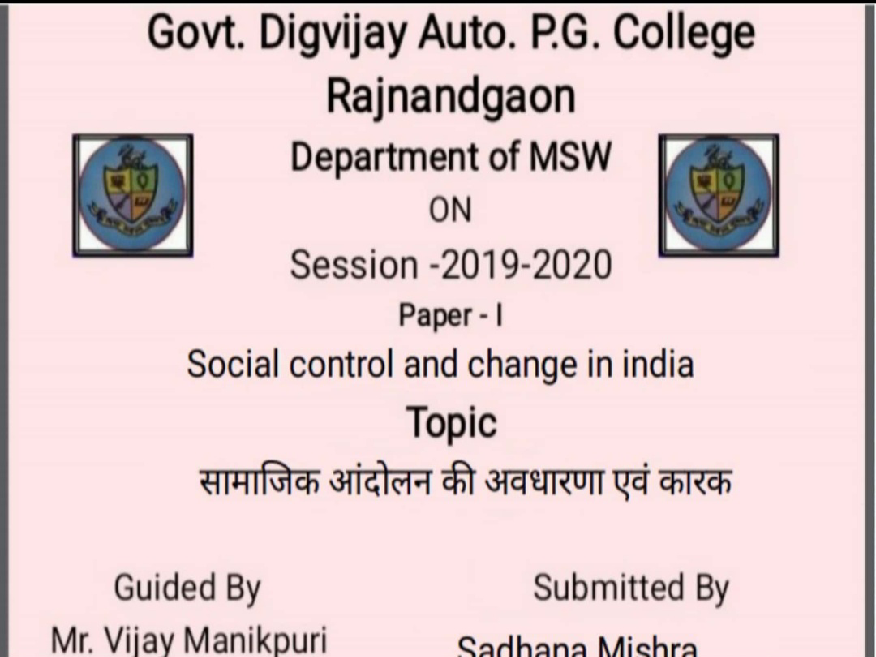 Govt. Digvijay Auto. P.G. College
Rajnandgaon
Department of MSW
ON
Session -2019-2020
Paper - I
Social control and change in india
Topic
सामाजिक आंदोलन की अवधारणा एवं कारक
Guided By
Submitted By
Mr. Vijay Manikpuri
Sadhana Mishra